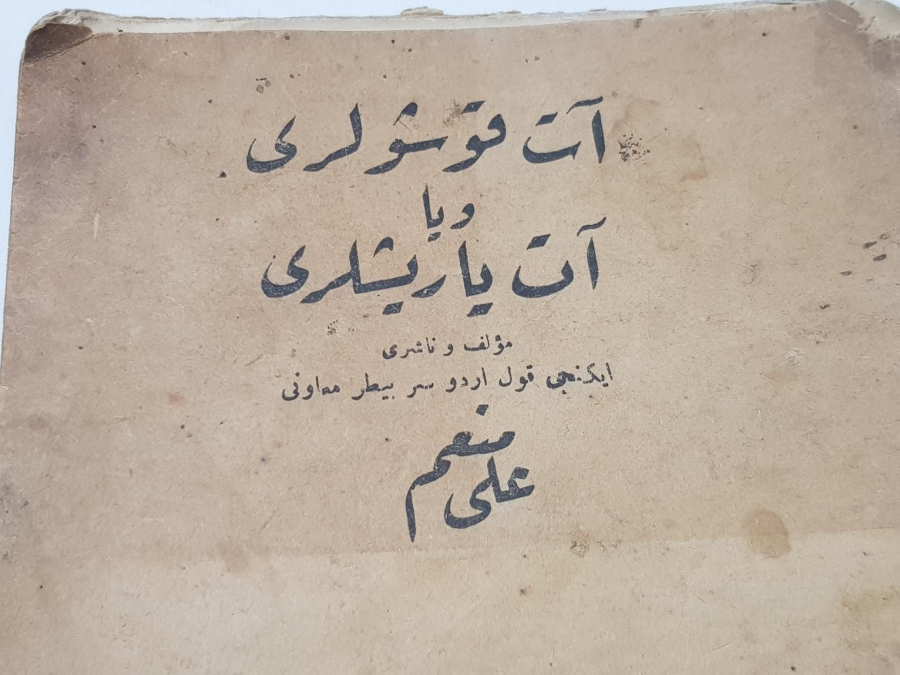 آت قوشولری
ویا
آت یاریشلری
مؤلف و ناشری
ایکنجی قول اردو سر بیطر معاونی
علی منعم